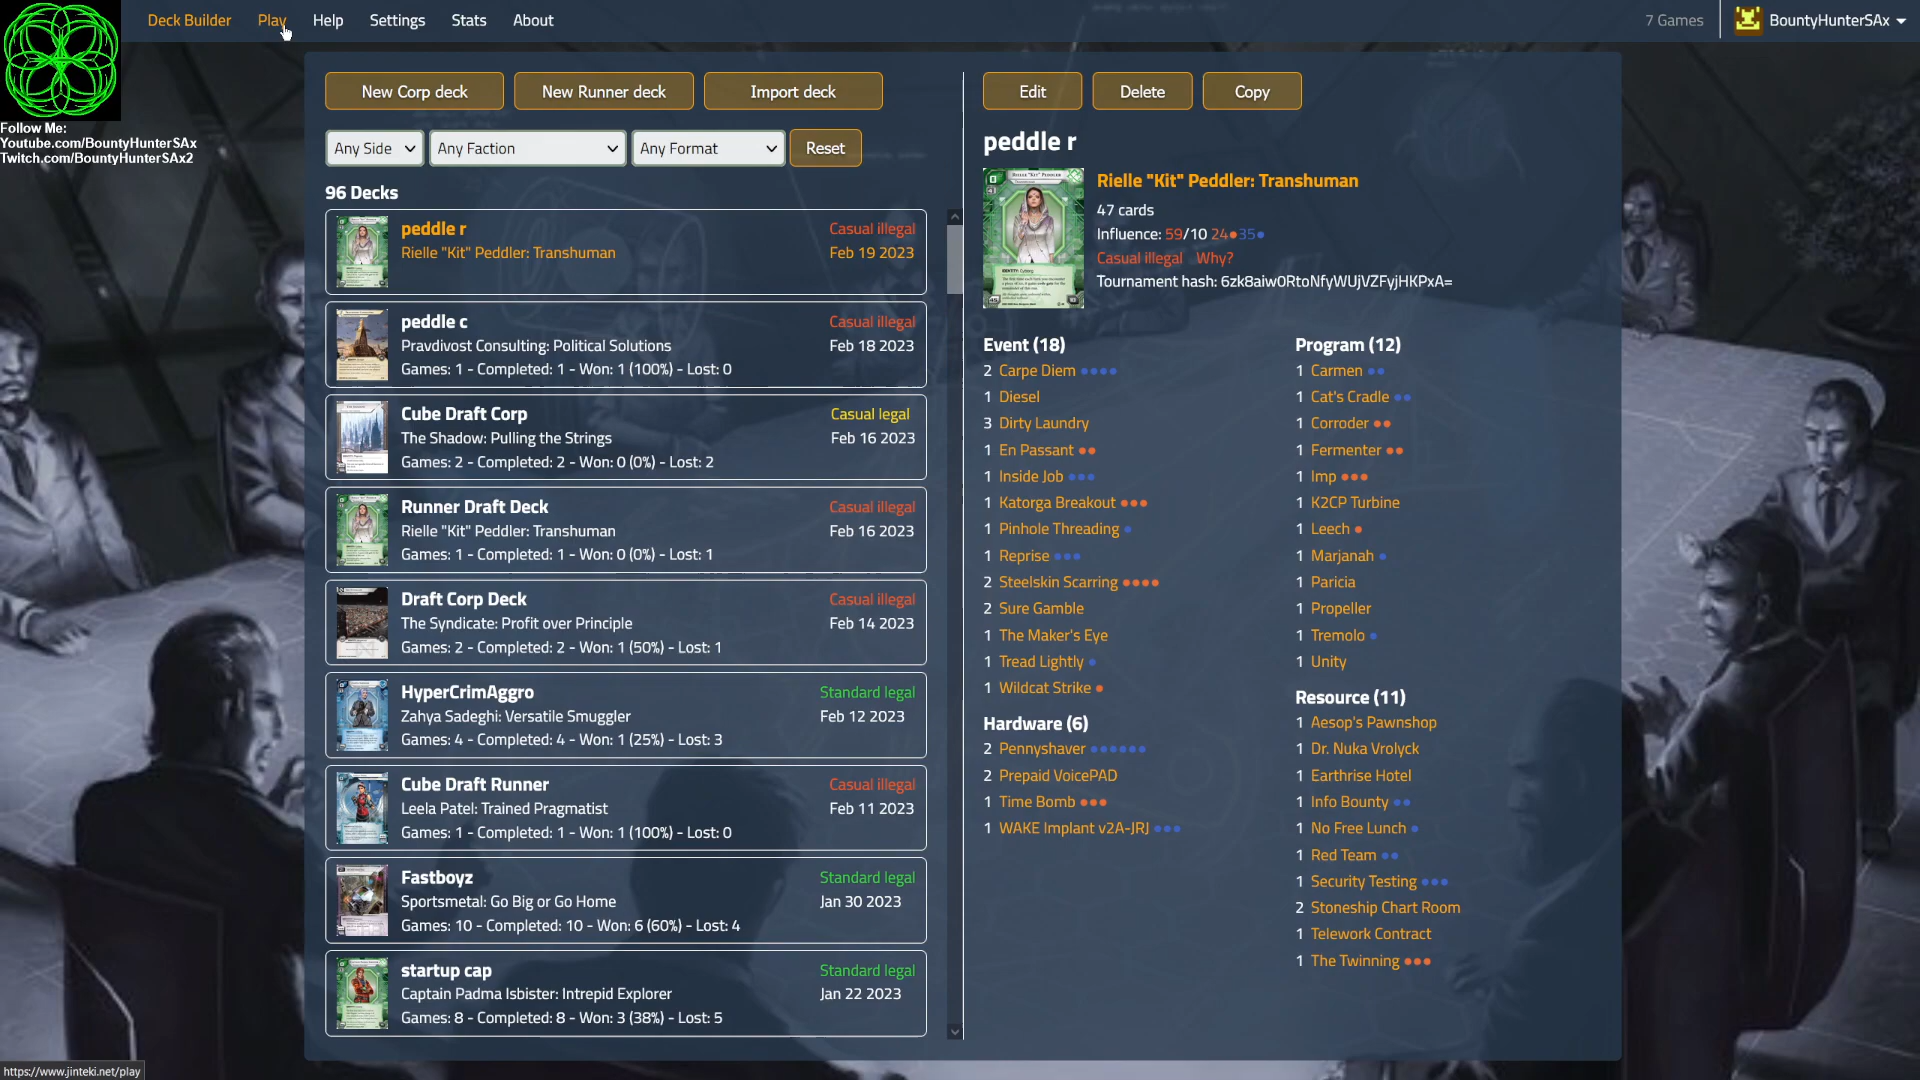 Deck Builder Play Help Settings Stats About 7 Games BountyHunterSAx
Follow Me:
Youtube.com/BountyHunterSAx
Twitch.com/BountyHunterSAx2
New Corp deck New Runner deck Import deck
Any Side Any Faction Any Format Reset
96 Decks
peddle r Casual illegal
Rielle "Kit" Peddler: Transhuman Feb 19 2023
peddle c Casual illegal
Pravdivost Consulting: Political Solutions Feb 18 2023
Games: 1 - Completed: 1 - Won: 1 (100%) - Lost: 0
Cube Draft Corp Casual legal
The Shadow: Pulling the Strings Feb 16 2023
Games: 2 - Completed: 2 - Won: 0 (0%) - Lost: 2
Runner Draft Deck Casual illegal
Rielle "Kit" Peddler: Transhuman Feb 16 2023
Games: 1 - Completed: 1 - Won: 0 (0%) - Lost: 1
Draft Corp Deck Casual illegal
The Syndicate: Profit over Principle Feb 14 2023
Games: 2 - Completed: 2 - Won: 1 (50%) - Lost: 1
HyperCrimAggro Standard legal
Zahya Sadeghi: Versatile Smuggler Feb 12 2023
Games: 4 - Completed: 4 - Won: 1 (25%) - Lost: 3
Cube Draft Runner Casual illegal
Leela Patel: Trained Pragmatist Feb 11 2023
Games: 1 - Completed: 1 - Won: 1 (100%) - Lost: 0
Fastboyz Standard legal
Sportsmetal: Go Big or Go Home Jan 30 2023
Games: 10 - Completed: 10 - Won: 6 (60%) - Lost: 4
startup cap Standard legal
Captain Padma Isbister: Intrepid Explorer Jan 22 2023
Games: 8 - Completed: 8 - Won: 3 (38%) - Lost: 5
Edit Delete Copy
peddle r
Rielle "Kit" Peddler: Transhuman
47 cards
Influence: 59/10 24●35●
Casual illegal Why?
Tournament hash: 6zk8aiw0RtoNfyWUjVZFyjHKPxA=
Event (18)
2 Carpe Diem ●●●●
1 Diesel
3 Dirty Laundry
1 En Passant ●●
1 Inside Job ●●●
1 Katorga Breakout ●●●
1 Pinhole Threading ●
1 Reprise ●●●
2 Steelskin Scarring ●●●●
2 Sure Gamble
1 The Maker's Eye
1 Tread Lightly ●
1 Wildcat Strike ●
Hardware (6)
2 Pennyshaver ●●●●●●
2 Prepaid VoicePAD
1 Time Bomb ●●●
1 WAKE Implant v2A-JRJ ●●●
Program (12)
1 Carmen ●●
1 Cat's Cradle ●●
1 Corroder ●●
1 Fermenter ●●
1 Imp ●●●
1 K2CP Turbine
1 Leech ●
1 Marjanah ●
1 Paricia
1 Propeller
1 Tremolo ●
1 Unity
Resource (11)
1 Aesop's Pawnshop
1 Dr. Nuka Vrolyck
1 Earthrise Hotel
1 Info Bounty ●●
1 No Free Lunch ●
1 Red Team ●●
1 Security Testing ●●●
2 Stoneship Chart Room
1 Telework Contract
1 The Twinning ●●●
https://www.jinteki.net/play